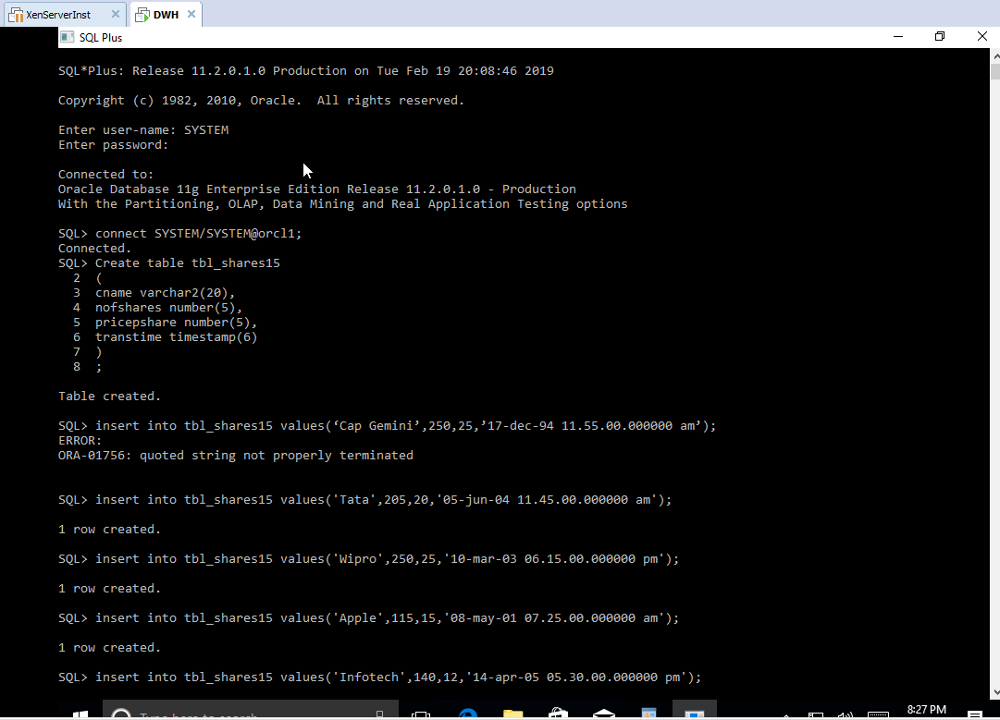 XenServerInst
DWH
SQL Plus
SQL*Plus: Release 11.2.0.1.0 Production on Tue Feb 19 20:08:46 2019
Copyright (c) 1982, 2010, Oracle.  All rights reserved.
Enter user-name: SYSTEM
Enter password:
Connected to:
Oracle Database 11g Enterprise Edition Release 11.2.0.1.0 - Production
With the Partitioning, OLAP, Data Mining and Real Application Testing options
SQL> connect SYSTEM/SYSTEM@orcl1;
Connected.
SQL> Create table tbl_shares15
2  (
3  cname varchar2(20),
4  nofshares number(5),
5  pricepshare number(5),
6  transtime timestamp(6)
7  )
8  ;
Table created.
SQL> insert into tbl_shares15 values(‘Cap Gemini’,250,25,’17-dec-94 11.55.00.000000 am’);
ERROR:
ORA-01756: quoted string not properly terminated
SQL> insert into tbl_shares15 values('Tata',205,20,'05-jun-04 11.45.00.000000 am');
1 row created.
SQL> insert into tbl_shares15 values('Wipro',250,25,'10-mar-03 06.15.00.000000 pm');
1 row created.
SQL> insert into tbl_shares15 values('Apple',115,15,'08-may-01 07.25.00.000000 am');
1 row created.
SQL> insert into tbl_shares15 values('Infotech',140,12,'14-apr-05 05.30.00.000000 pm');
Type here to search
8:27 PM